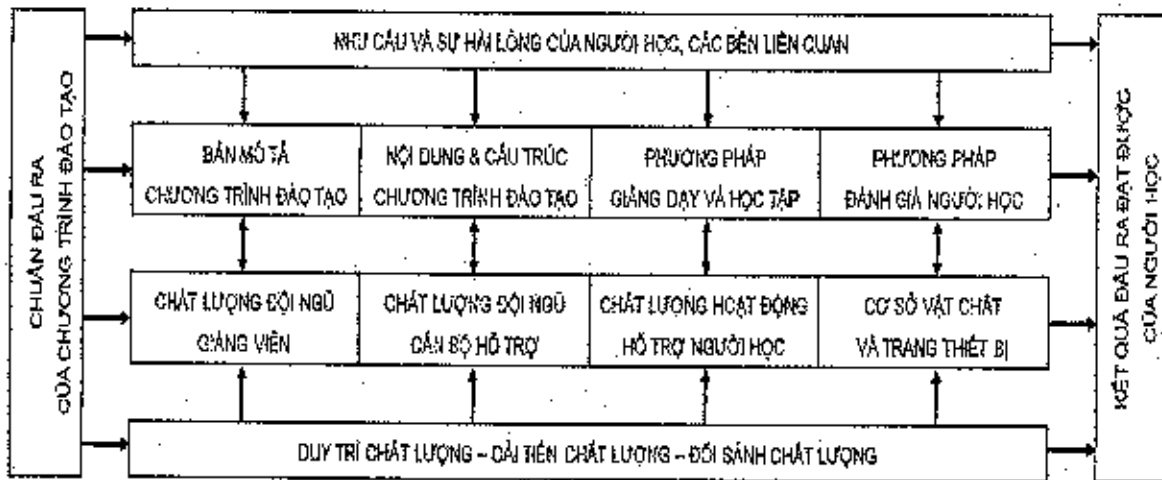 NHU CẦU VÀ SỰ HÀI LÒNG CỦA NGƯỜI HỌC, CÁC BÊN LIÊN QUAN
CHUẨN ĐẦU RA
CỦA CHƯƠNG TRÌNH ĐÀO TẠO
BẢN MÔ TẢ
CHƯƠNG TRÌNH ĐÀO TẠO
NỘI DUNG & CẤU TRÚC
CHƯƠNG TRÌNH ĐÀO TẠO
PHƯƠNG PHÁP
GIẢNG DẠY VÀ HỌC TẬP
PHƯƠNG PHÁP
ĐÁNH GIÁ NGƯỜI HỌC
CHẤT LƯỢNG ĐỘI NGŨ
GIẢNG VIÊN
CHẤT LƯỢNG ĐỘI NGŨ
CÁN BỘ HỖ TRỢ
CHẤT LƯỢNG HOẠT ĐỘNG
HỖ TRỢ NGƯỜI HỌC
CƠ SỞ VẬT CHẤT
VÀ TRANG THIẾT BỊ
KẾT QUẢ ĐẦU RA ĐẠT ĐƯỢC
CỦA NGƯỜI HỌC
DUY TRÌ CHẤT LƯỢNG – CẢI TIẾN CHẤT LƯỢNG – ĐỐI SÁNH CHẤT LƯỢNG